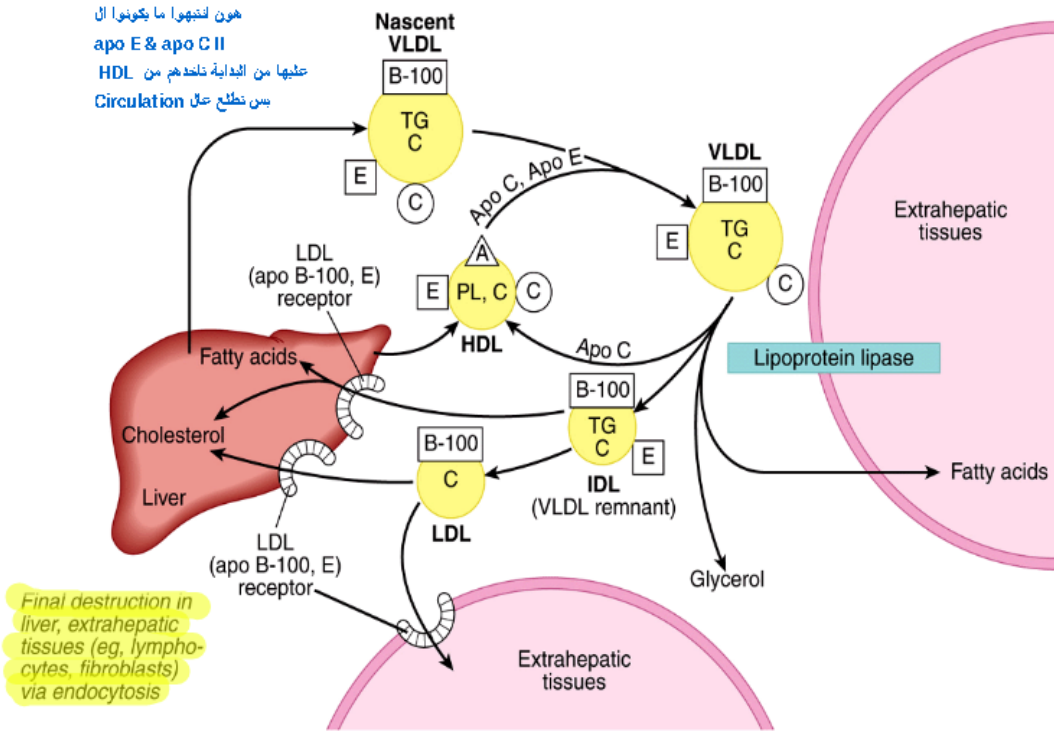 هون انتبهوا ما يكونوا ال
apo E & apo C II
عليها من البداية تاخدهم من HDL
بس تطلع عال Circulation
Nascent
VLDL
B-100
TG
C
E
C
Apo C, Apo E
VLDL
B-100
TG
C
E
C
Extrahepatic
tissues
LDL
(apo B-100, E)
receptor
A
E
PL, C
C
HDL
Apo C
Lipoprotein lipase
Fatty acids
Cholesterol
Liver
B-100
TG
C
E
IDL
(VLDL remnant)
B-100
C
LDL
Fatty acids
Glycerol
LDL
(apo B-100, E)
receptor
Final destruction in
liver, extrahepatic
tissues (eg, lympho-
cytes, fibroblasts)
via endocytosis
Extrahepatic
tissues